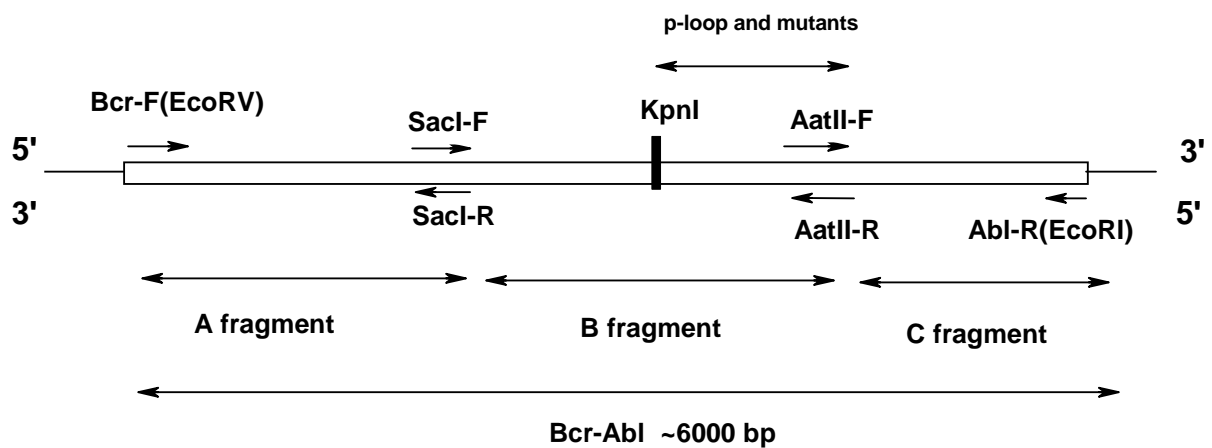 p-loop and mutants
Bcr-F(EcoRV)
SacI-F
KpnI
AatII-F
5'
3'
3'
5'
SacI-R
AatII-R
Abl-R(EcoRI)
A fragment
B fragment
C fragment
Bcr-Abl ~6000 bp